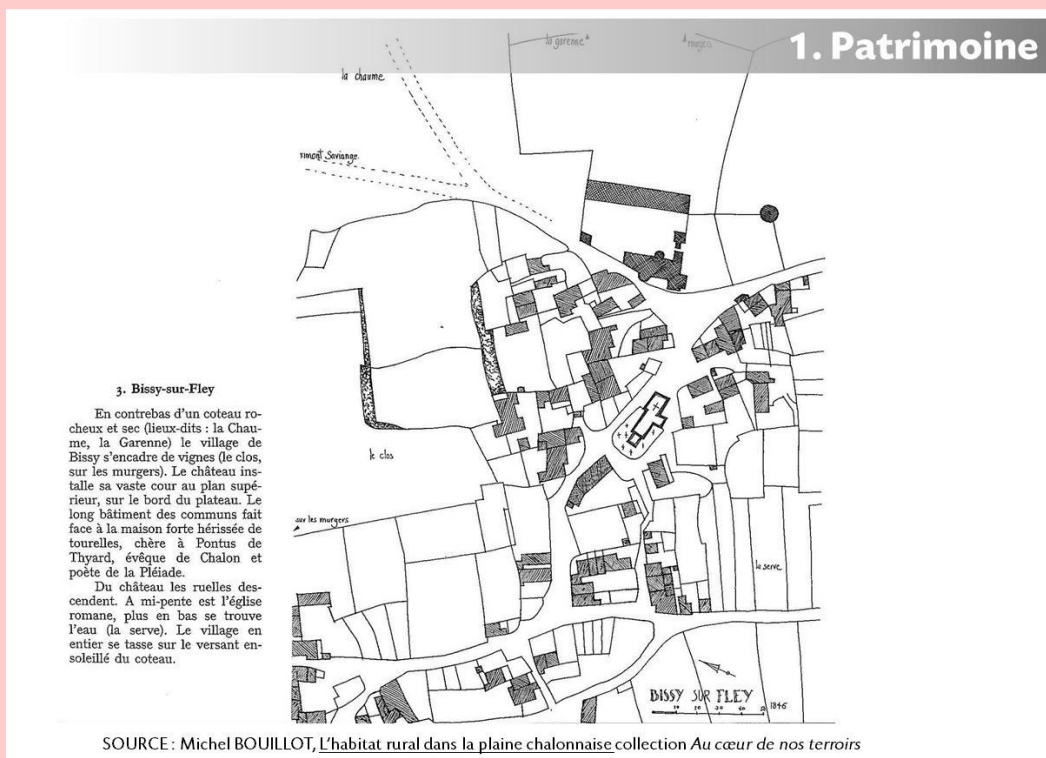 1. Patrimoine
la garenne
la chaume
rimont Saviange
3. Bissy-sur-Fley
En contrebas d'un coteau ro-
cheux et sec (lieux-dits : la Chau-
me, la Garenne) le village de
Bissy s'encadre de vignes (le clos,
sur les murgers). Le château ins-
talle sa vaste cour au plan supé-
rieur, sur le bord du plateau. Le
long bâtiment des communs fait
face à la maison forte hérissée de
tourelles, chère à Pontus de
Thyard, évêque de Chalon et
poète de la Pléiade.
Du château les ruelles des-
cendent. A mi-pente est l'église
romane, plus en bas se trouve
l'eau (la serve). Le village en
entier se tasse sur le versant en-
soleillé du coteau.
le clos
sur les murgers
la serve
BISSY SUR FLEY
1846
SOURCE : Michel BOUILLOT, L'habitat rural dans la plaine chalonnaise collection Au cœur de nos terroirs